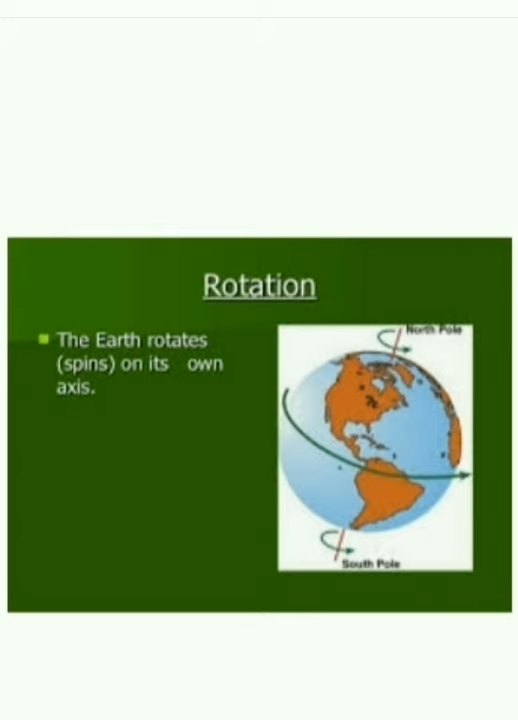 Rotation
The Earth rotates
(spins) on its own
axis.
North Pole
South Pole